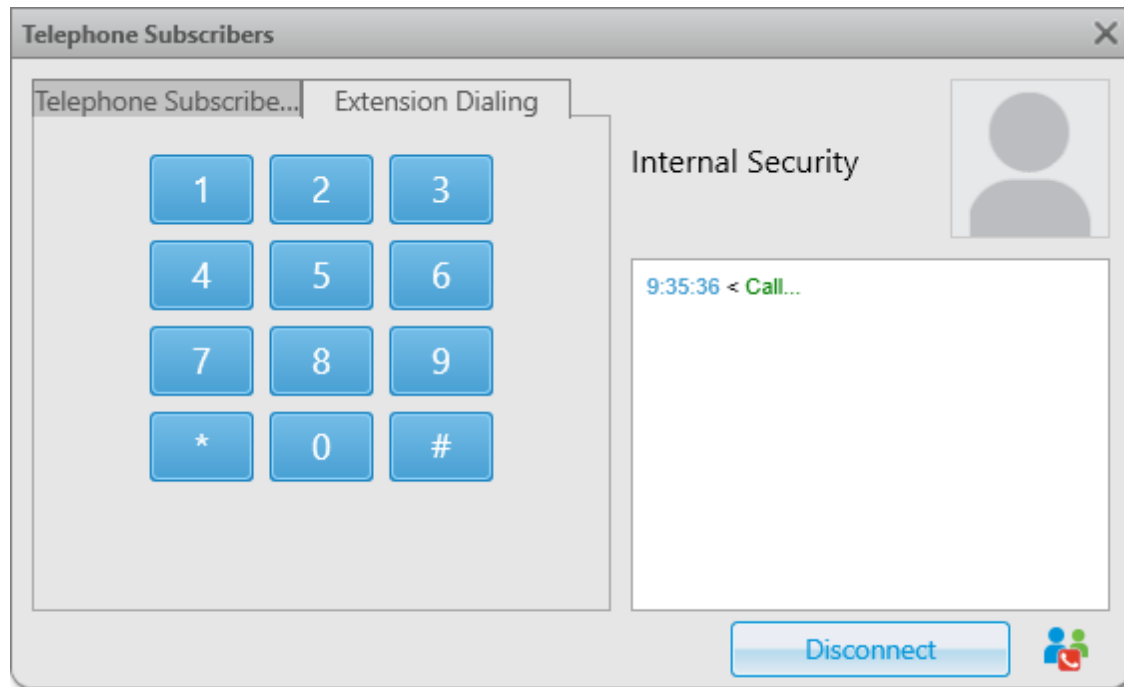 Telephone Subscribers
Telephone Subscribe... Extension Dialing
1 2 3
4 5 6
7 8 9
* 0 #
Internal Security
9:35:36 < Call...
Disconnect